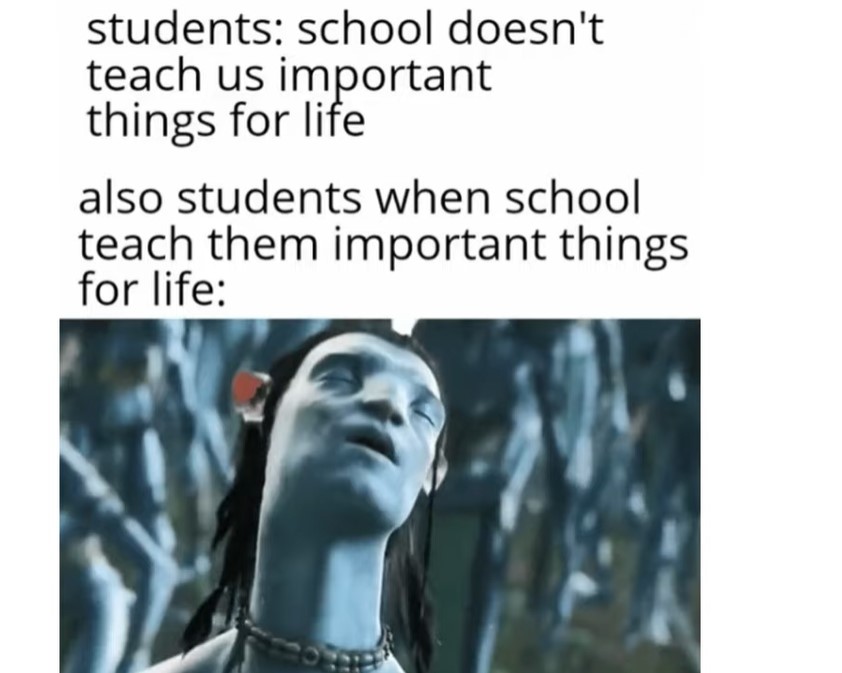 students: school doesn't
teach us important
things for life
also students when school
teach them important things
for life: